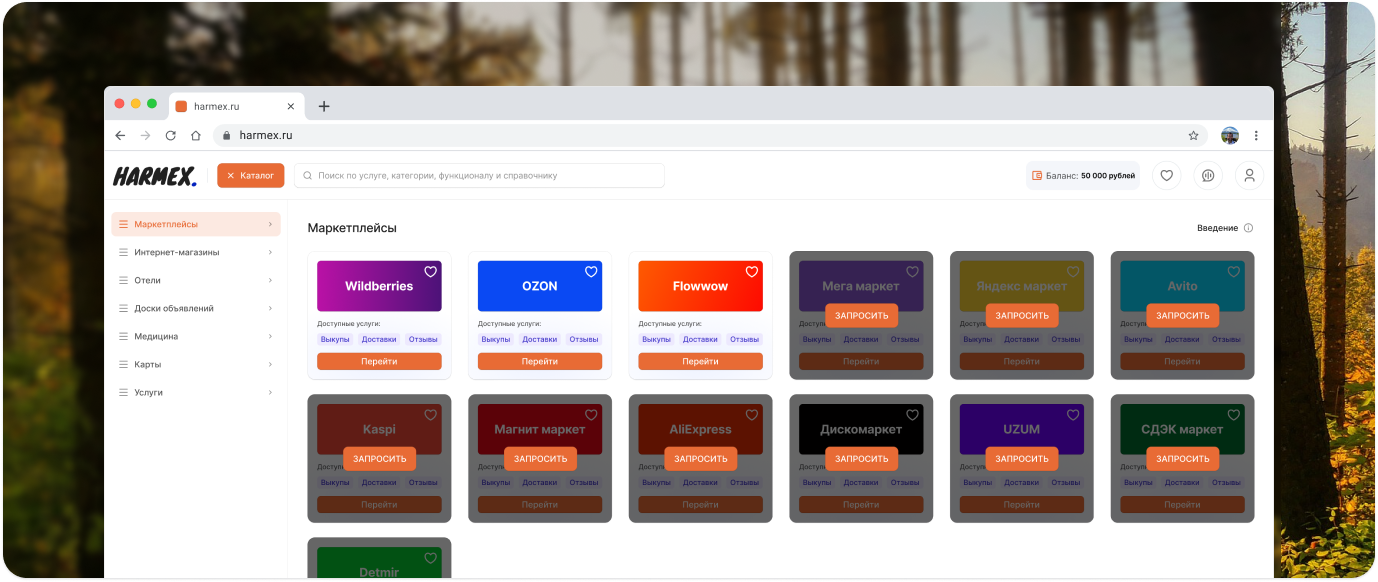 harmex.ru
harmex.ru
HARMEX.
Каталог
Поиск по услуге, категории, функционалу и справочнику
Баланс: 50 000 рублей
Маркетплейсы
Интернет-магазины
Отели
Доски объявлений
Медицина
Карты
Услуги
Маркетплейсы
Введение
Wildberries
Доступные услуги:
Выкупы Доставки Отзывы
Перейти
OZON
Доступные услуги:
Выкупы Доставки Отзывы
Перейти
Flowwow
Доступные услуги:
Выкупы Доставки Отзывы
Перейти
Мега маркет
ЗАПРОСИТЬ
Выкупы Доставки Отзывы
Перейти
Яндекс маркет
ЗАПРОСИТЬ
Выкупы Доставки Отзывы
Перейти
Avito
ЗАПРОСИТЬ
Выкупы Доставки Отзывы
Перейти
Kaspi
ЗАПРОСИТЬ
Выкупы Доставки Отзывы
Перейти
Магнит маркет
ЗАПРОСИТЬ
Выкупы Доставки Отзывы
Перейти
AliExpress
ЗАПРОСИТЬ
Выкупы Доставки Отзывы
Перейти
Дискомаркет
ЗАПРОСИТЬ
Выкупы Доставки Отзывы
Перейти
UZUM
ЗАПРОСИТЬ
Выкупы Доставки Отзывы
Перейти
СДЭК маркет
ЗАПРОСИТЬ
Выкупы Доставки Отзывы
Перейти
Detmir